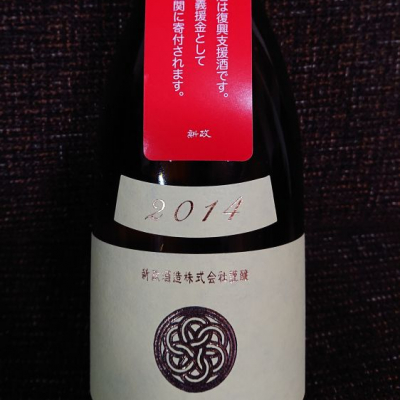 は復興支援酒です。
義援金として
関に寄付されます。
新政
2014
新政酒造株式会社謹醸